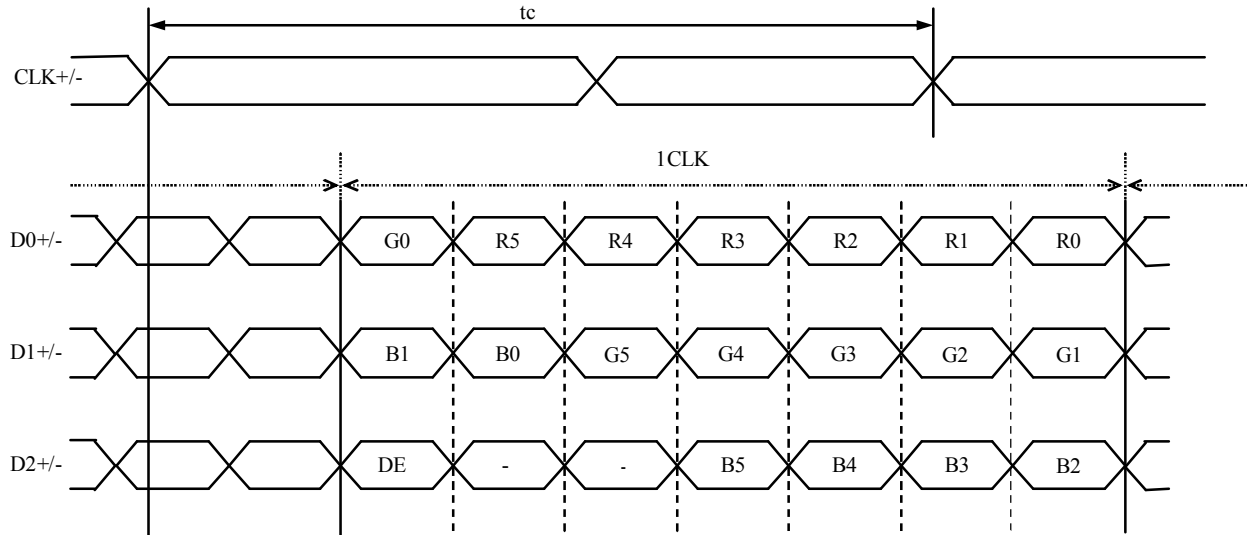 tc
CLK+/-
1CLK
D0+/- G0 R5 R4 R3 R2 R1 R0
D1+/- B1 B0 G5 G4 G3 G2 G1
D2+/- DE - - B5 B4 B3 B2